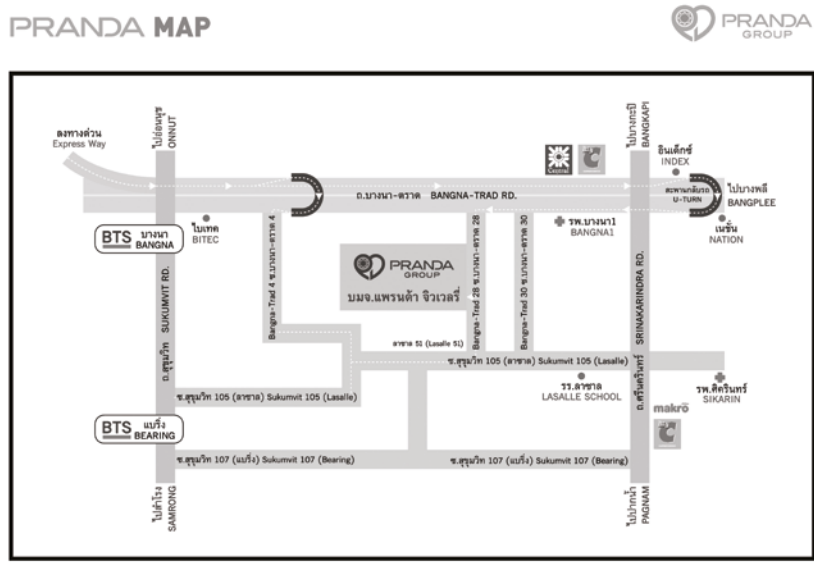 PRANDA MAP
PRANDA
GROUP
ลงทางด่วน
Express Way
ไปอ่อนนุช
ONNUT
ไปบางกะปิ
BANGKAPI
Central
อินเด็กซ์
INDEX
ถ.บางนา-ตราด BANGNA-TRAD RD.
สะพานกลับรถ
U-TURN
ไปบางพลี
BANGPLEE
BTS บางนา
BANGNA
ไบเทค
BITEC
รพ.บางนา1
BANGNA1
เนชั่น
NATION
Bangna-Trad 4 ซ.บางนา-ตราด 4
PRANDA
GROUP
บมจ.แพรนด้า จิวเวลรี่
Bangna-Trad 28 ซ.บางนา-ตราด 28
Bangna-Trad 30 ซ.บางนา-ตราด 30
ถ.สุขุมวิท SUKUMVIT RD.
ถ.ศรีนครินทร์ SRINAKARINDRA RD.
ลาซาล 51 (Lasalle 51)
ซ.สุขุมวิท 105 (ลาซาล) Sukumvit 105 (Lasalle)
รร.ลาซาล
LASALLE SCHOOL
รพ.ศิครินทร์
SIKARIN
ซ.สุขุมวิท 105 (ลาซาล) Sukumvit 105 (Lasalle)
makro
BTS แบริ่ง
BEARING
ซ.สุขุมวิท 107 (แบริ่ง) Sukumvit 107 (Bearing)
ซ.สุขุมวิท 107 (แบริ่ง) Sukumvit 107 (Bearing)
ไปสำโรง
SAMRONG
ไปปากน้ำ
PAGNAM